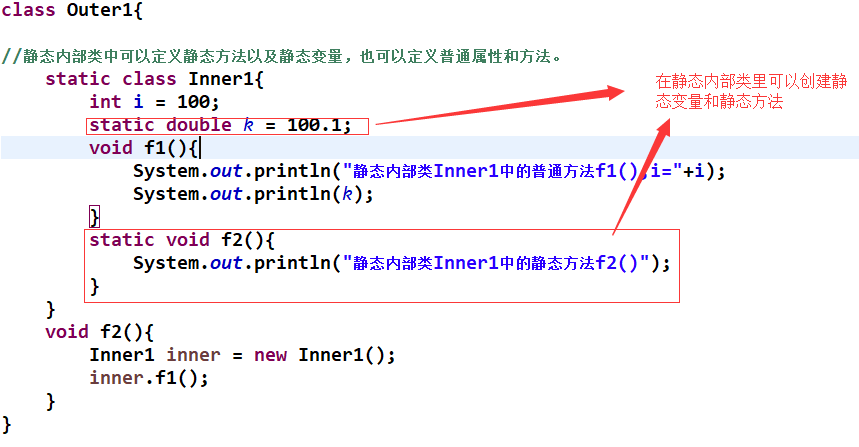 class Outer1{
//静态内部类中可以定义静态方法以及静态变量，也可以定义普通属性和方法。
static class Inner1{
int i = 100;
static double k = 100.1;
void f1(){
System.out.println("静态内部类Inner1中的普通方法f1(),i="+i);
System.out.println(k);
}
static void f2(){
System.out.println("静态内部类Inner1中的静态方法f2()");
}
}
void f2(){
Inner1 inner = new Inner1();
inner.f1();
}
}
在静态内部类里可以创建静
态变量和静态方法